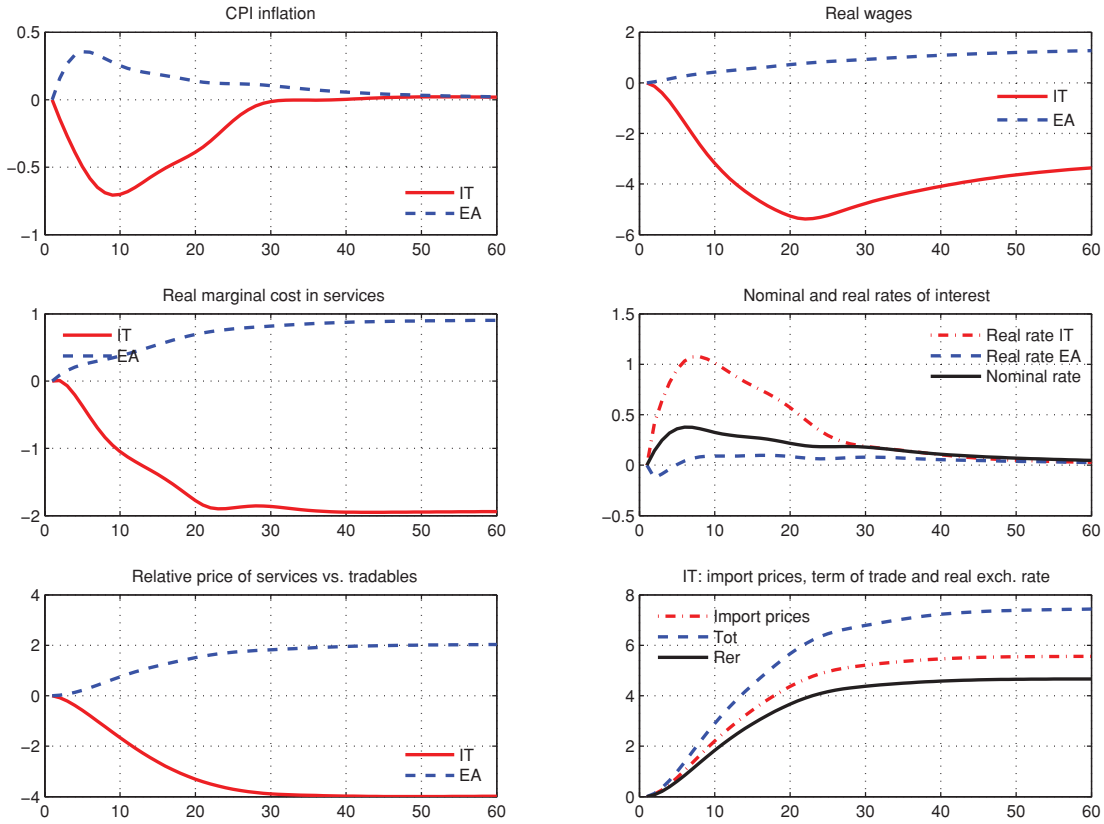 CPI inflation
0.5
0
−0.5
−1
0 10 20 30 40 50 60
IT
EA
Real wages
2
0
−2
−4
−6
0 10 20 30 40 50 60
IT
EA
Real marginal cost in services
1
0
−1
−2
0 10 20 30 40 50 60
IT
EA
Nominal and real rates of interest
1.5
1
0.5
0
−0.5
0 10 20 30 40 50 60
Real rate IT
Real rate EA
Nominal rate
Relative price of services vs. tradables
4
2
0
−2
−4
0 10 20 30 40 50 60
IT
EA
IT: import prices, term of trade and real exch. rate
8
6
4
2
0
0 10 20 30 40 50 60
Import prices
Tot
Rer